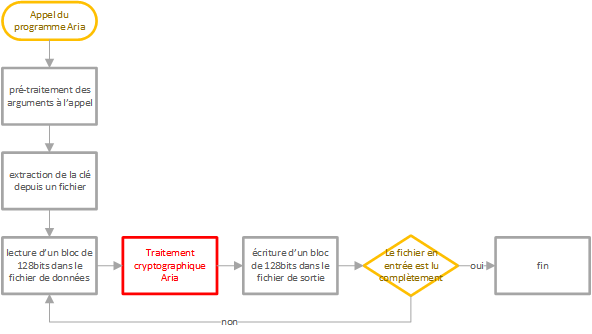 Appel du
programme Aria
pré-traitement des
arguments à l'appel
extraction de la clé
depuis un fichier
lecture d'un bloc de
128bits dans le
fichier de données
Traitement
cryptographique
Aria
écriture d'un bloc
de 128bits dans le
fichier de sortie
Le fichier en
entrée est lu
complètement
oui
fin
non